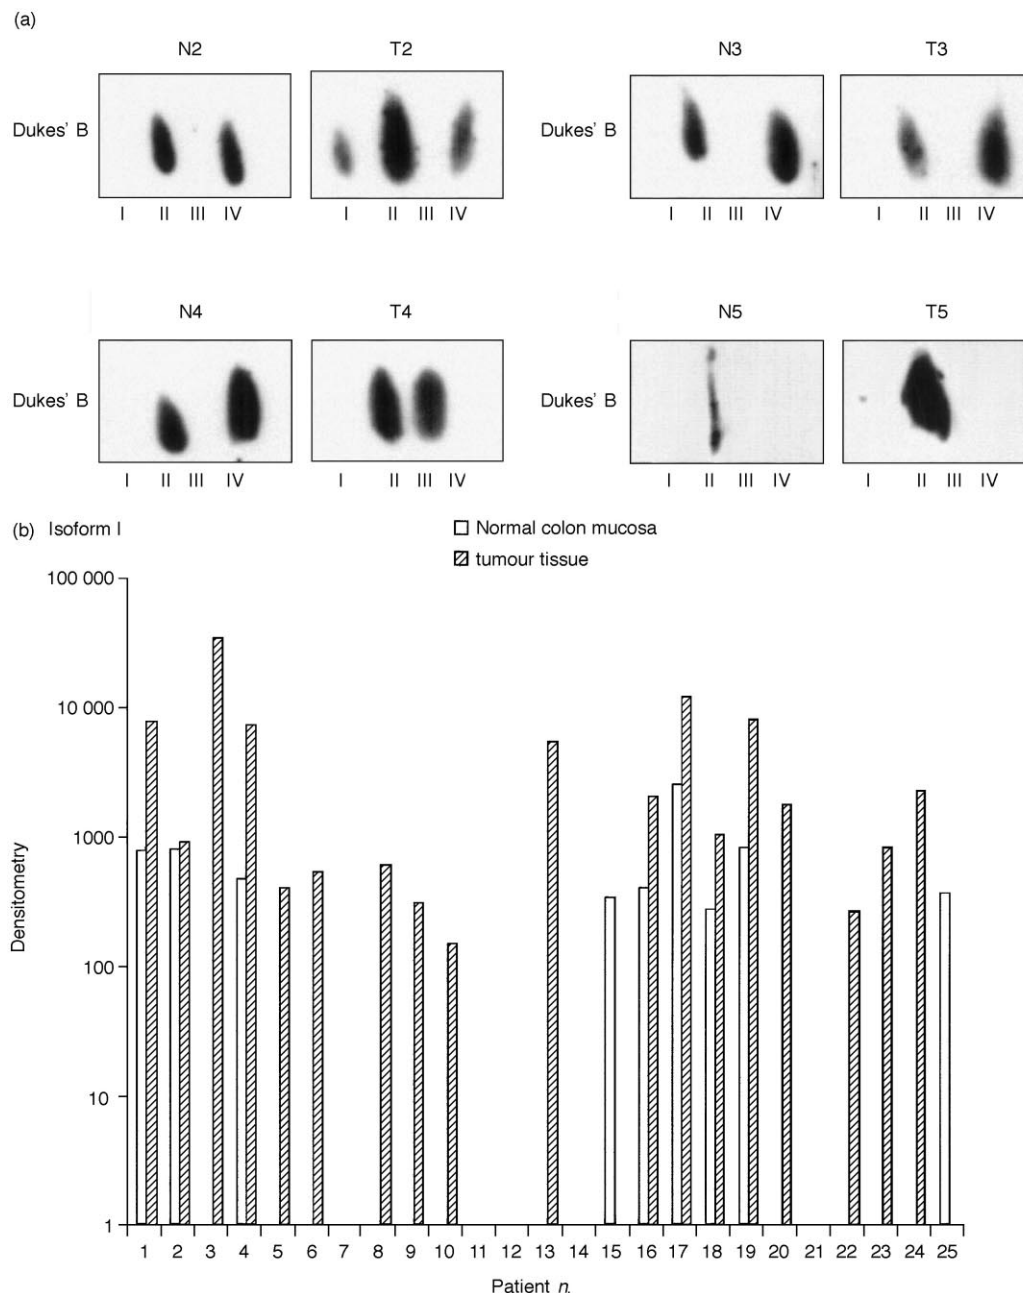 (a)
N2 T2 N3 T3
Dukes' B Dukes' B
I II III IV I II III IV I II III IV I II III IV
N4 T4 N5 T5
Dukes' B Dukes' B
I II III IV I II III IV I II III IV I II III IV
(b) Isoform I
Normal colon mucosa
tumour tissue
100 000
10 000
1000
100
10
1
Densitometry
1 2 3 4 5 6 7 8 9 10 11 12 13 14 15 16 17 18 19 20 21 22 23 24 25
Patient n.